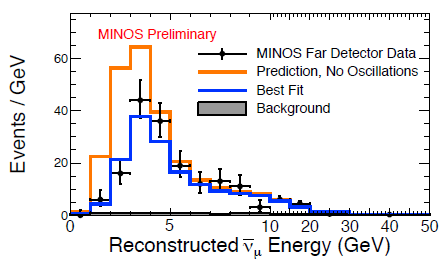 MINOS Preliminary
MINOS Far Detector Data
Prediction, No Oscillations
Best Fit
Background
Events / GeV
60
40
20
0
0 5 10 20 30 40 50
Reconstructed ν̅μ Energy (GeV)